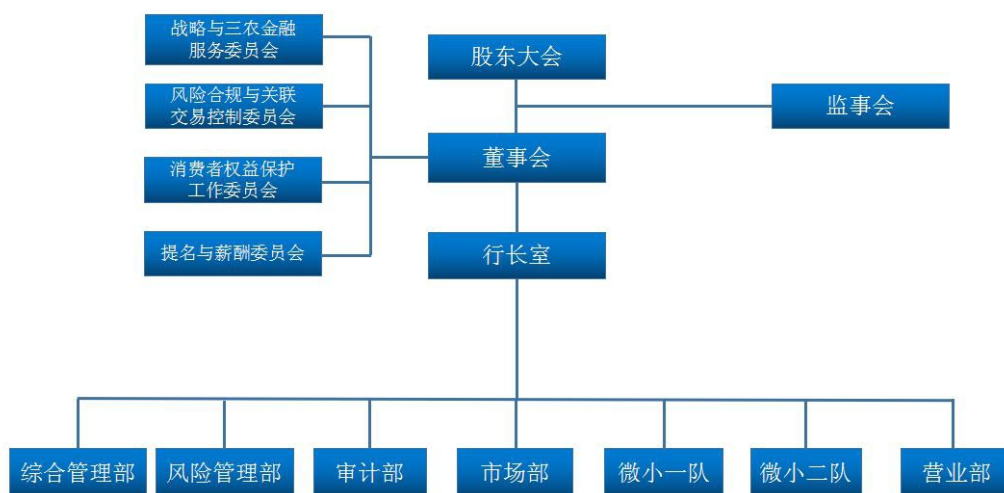 战略与三农金融
服务委员会
股东大会
风险合规与关联
交易控制委员会
监事会
董事会
消费者权益保护
工作委员会
提名与薪酬委员会
行长室
综合管理部
风险管理部
审计部
市场部
微小一队
微小二队
营业部